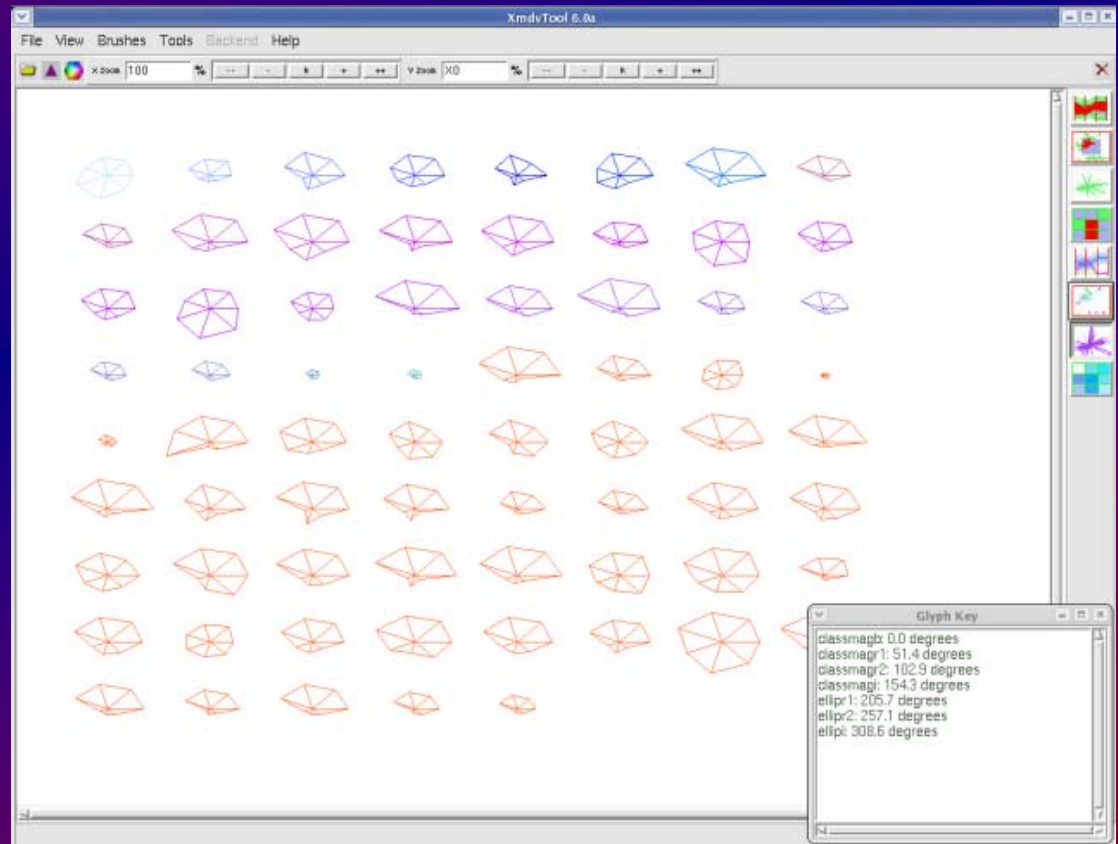 XmdvTool 6.0a
File View Brushes Tools Backend Help
X Zoom 100 % -- - R + ++ Y Zoom X0 % -- - R + ++
Glyph Key
classmagb: 0.0 degrees
classmagr1: 51.4 degrees
classmagr2: 102.9 degrees
classmagi: 154.3 degrees
ellipr1: 205.7 degrees
ellipr2: 257.1 degrees
ellipi: 308.6 degrees